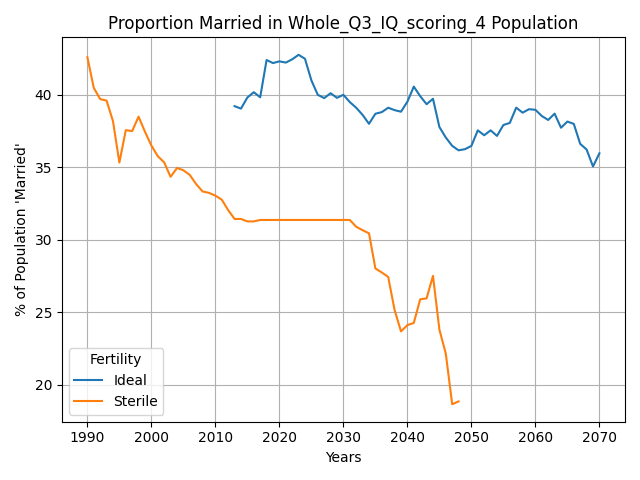 Proportion Married in Whole_Q3_IQ_scoring_4 Population
% of Population 'Married'
40
35
30
25
20
Fertility
Ideal
Sterile
1990 2000 2010 2020 2030 2040 2050 2060 2070
Years